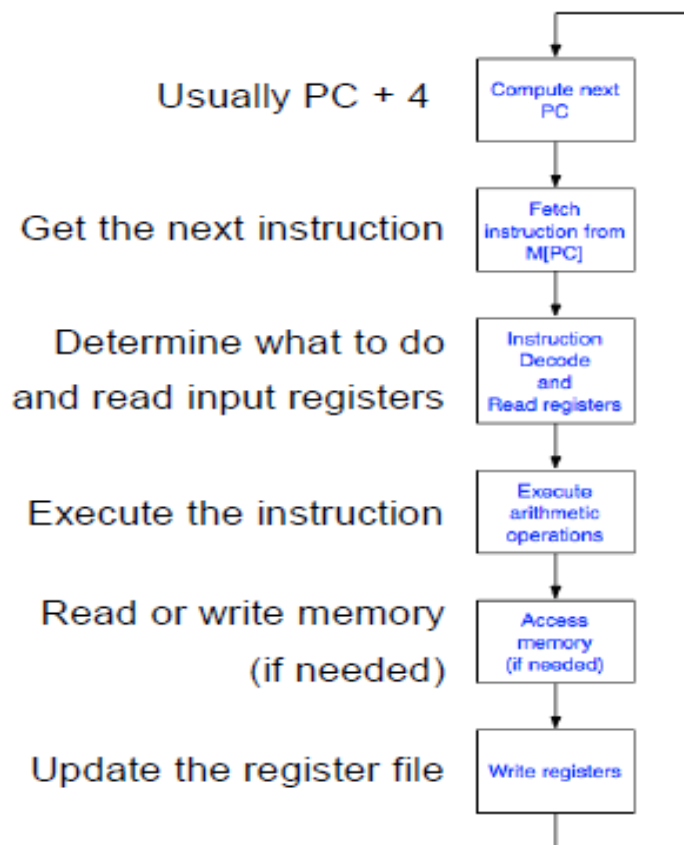 Usually PC + 4
Compute next
PC
Get the next instruction
Fetch
instruction from
M[PC]
Determine what to do
and read input registers
Instruction
Decode
and
Read registers
Execute the instruction
Execute
arithmetic
operations
Read or write memory
(if needed)
Access
memory
(if needed)
Update the register file
Write registers